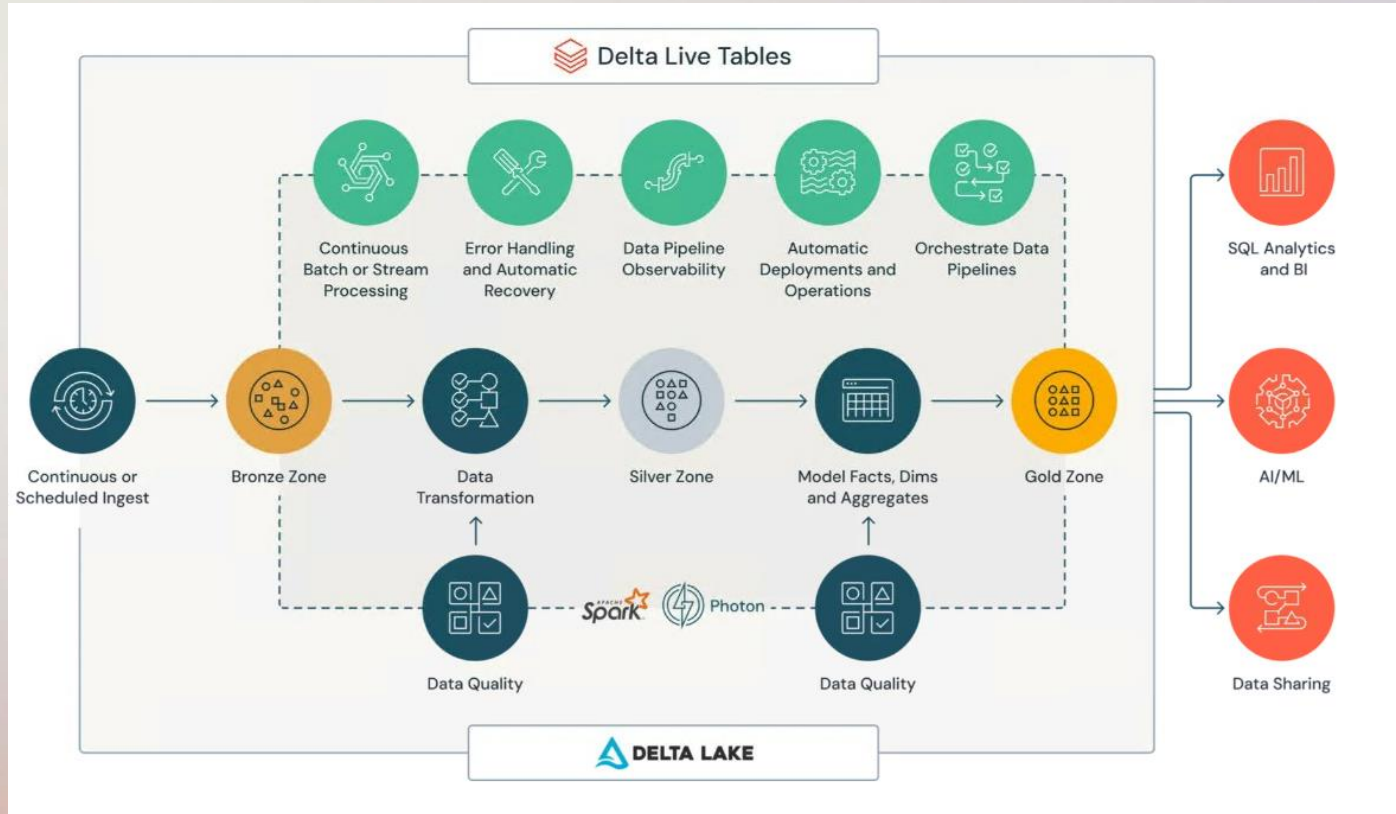 Delta Live Tables
Continuous
Batch or Stream
Processing
Error Handling
and Automatic
Recovery
Data Pipeline
Observability
Automatic
Deployments and
Operations
Orchestrate Data
Pipelines
SQL Analytics
and BI
Continuous or
Scheduled Ingest
Bronze Zone
Data
Transformation
Silver Zone
Model Facts, Dims
and Aggregates
Gold Zone
AI/ML
APACHE
Spark
Photon
Data Quality
Data Quality
Data Sharing
DELTA LAKE